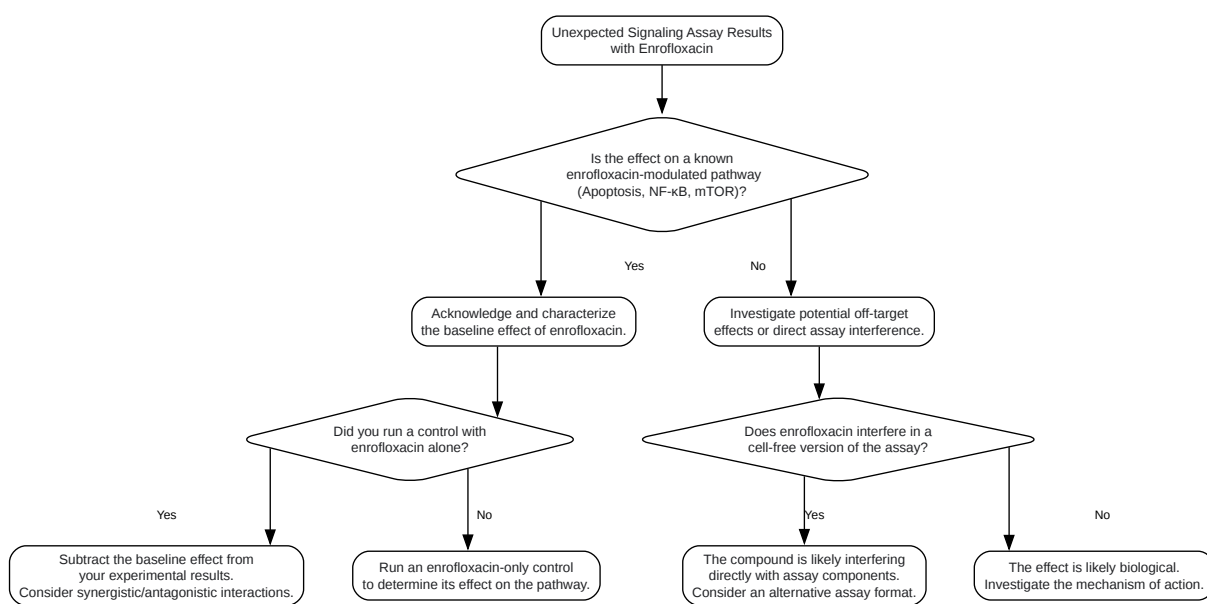 Unexpected Signaling Assay Results
with Enrofloxacin
Is the effect on a known
enrofloxacin-modulated pathway
(Apoptosis, NF-κB, mTOR)?
Yes
No
Acknowledge and characterize
the baseline effect of enrofloxacin.
Investigate potential off-target
effects or direct assay interference.
Did you run a control with
enrofloxacin alone?
Does enrofloxacin interfere in a
cell-free version of the assay?
Yes
No
Yes
No
Subtract the baseline effect from
your experimental results.
Consider synergistic/antagonistic interactions.
Run an enrofloxacin-only control
to determine its effect on the pathway.
The compound is likely interfering
directly with assay components.
Consider an alternative assay format.
The effect is likely biological.
Investigate the mechanism of action.